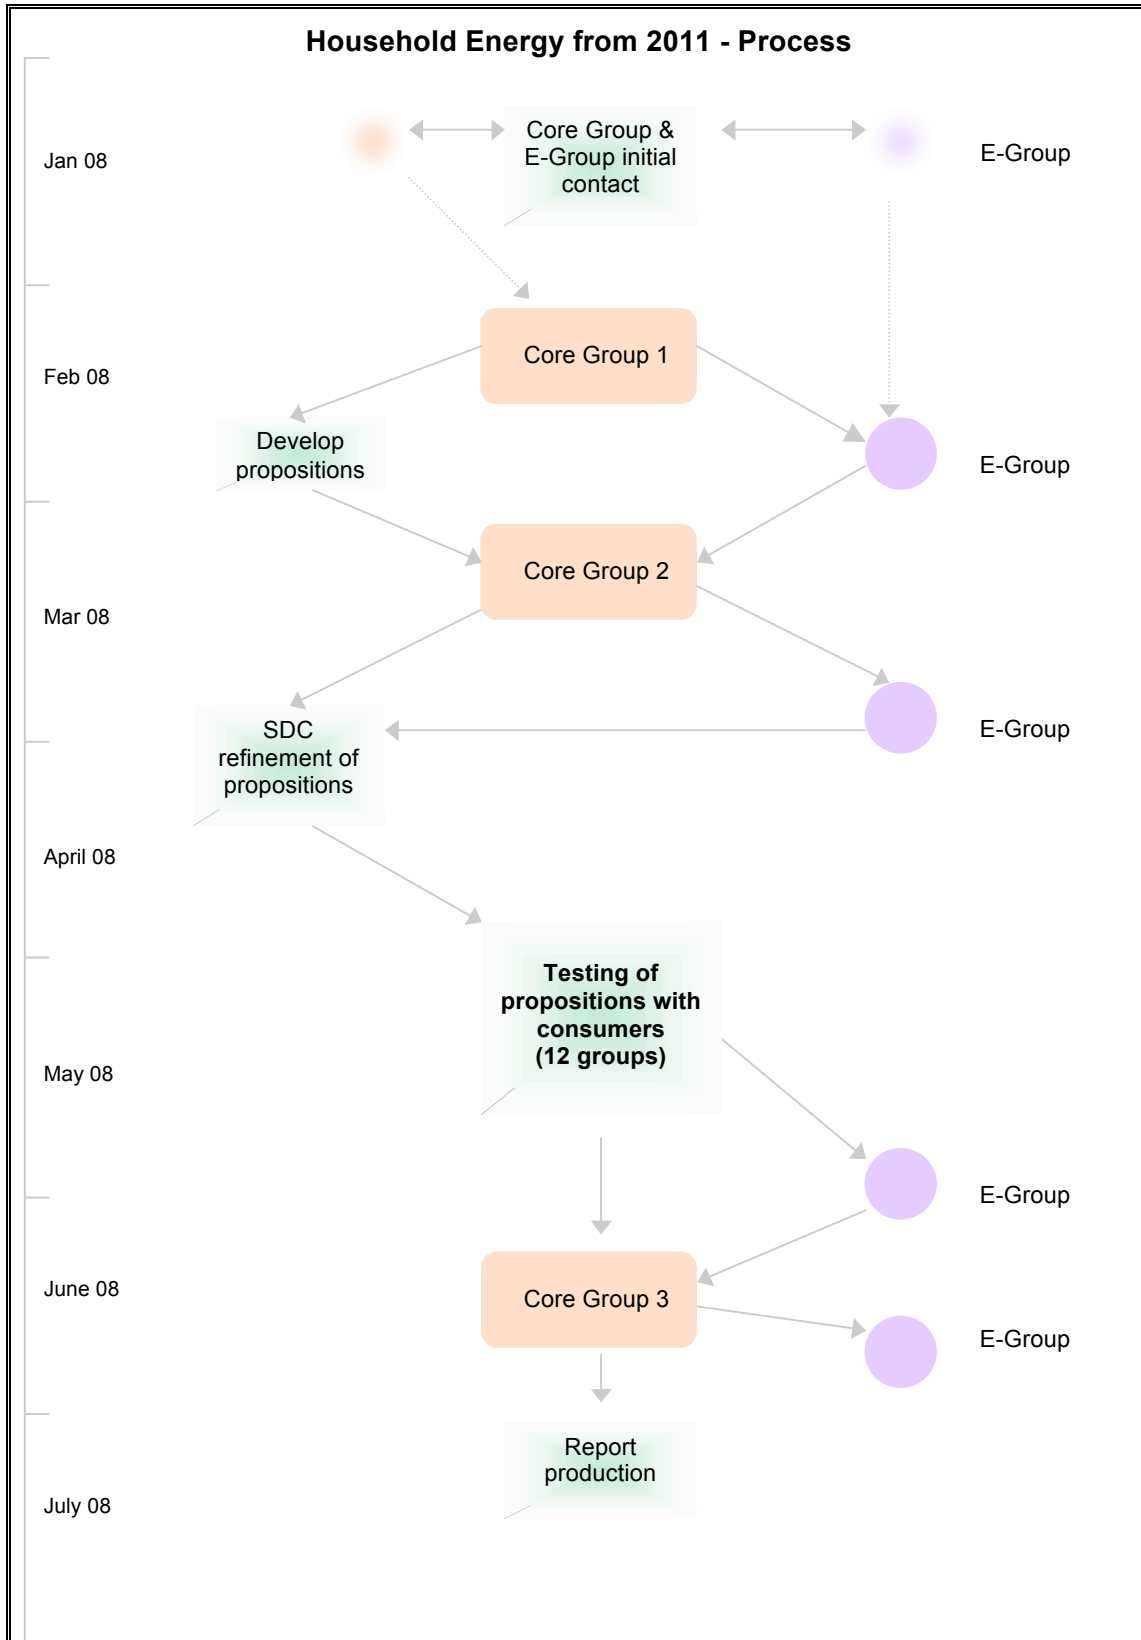 Household Energy from 2011 - Process
Jan 08
Core Group &
E-Group initial
contact
E-Group
Core Group 1
Feb 08
Develop
propositions
E-Group
Core Group 2
Mar 08
SDC
refinement of
propositions
E-Group
April 08
Testing of
propositions with
consumers
(12 groups)
May 08
E-Group
June 08
Core Group 3
E-Group
Report
production
July 08